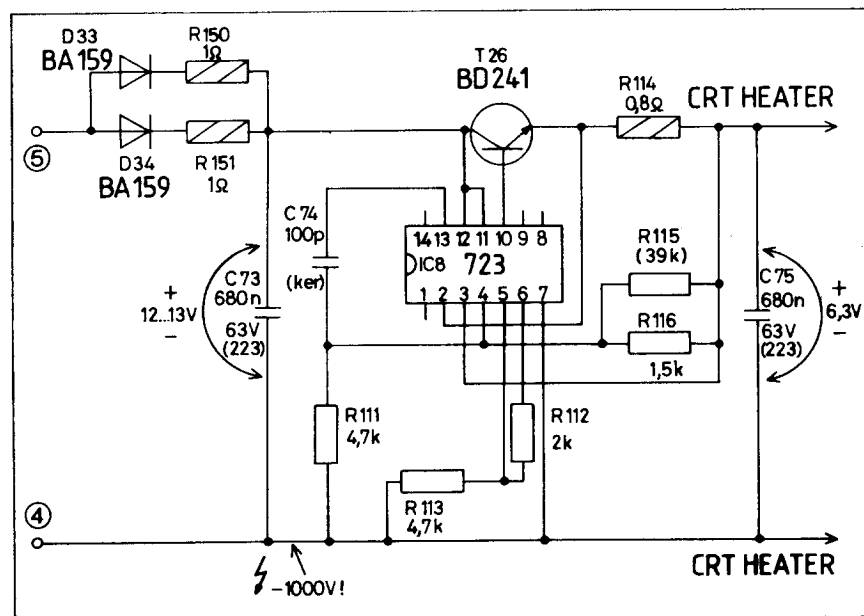 D33
BA159
R150
1Ω
T26
BD241
R114
0,8Ω
CRT HEATER
⑤
D34
BA159
R151
1Ω
C74
100p
(ker)
14 13 12 11 10 9 8
IC8 723
1 2 3 4 5 6 7
R115
(39k)
R116
1,5k
C73
680n
63V
(223)
+
12...13V
−
C75
680n
63V
(223)
+
6,3V
−
R111
4,7k
R112
2k
R113
4,7k
④
-1000V!
CRT HEATER